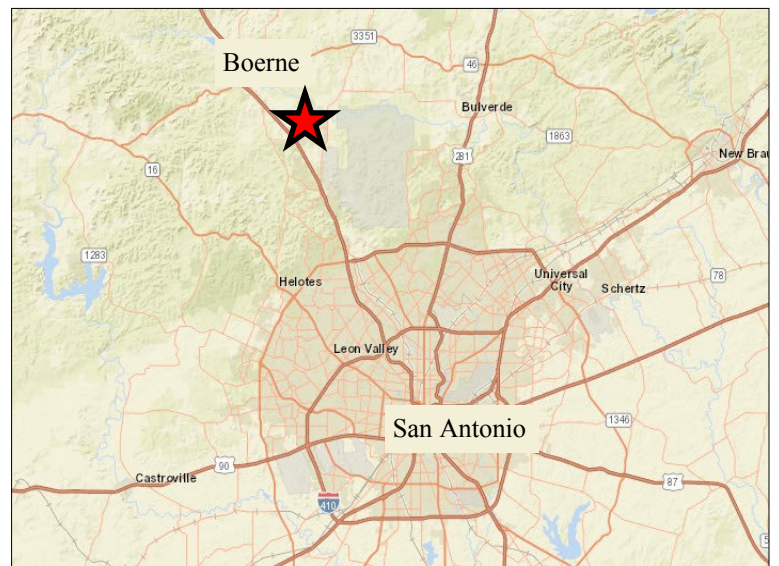 3351
Boerne
46
Bulverde
1863
281
New Brau
16
1283
Helotes
Universal
City
78
Schertz
Leon Valley
San Antonio
1346
90
Castroville
87
410
5